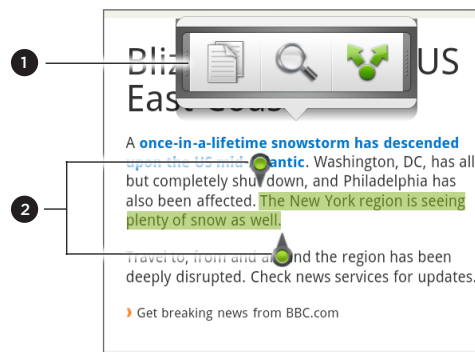 1
Bliz US
East Coas
A once-in-a-lifetime snowstorm has descended
upon the US mid- antic. Washington, DC, has all
but completely shut down, and Philadelphia has
also been affected. The New York region is seeing
2
plenty of snow as well.
Travel to, from and a nd the region has been
deeply disrupted. Check news services for updates.
Get breaking news from BBC.com